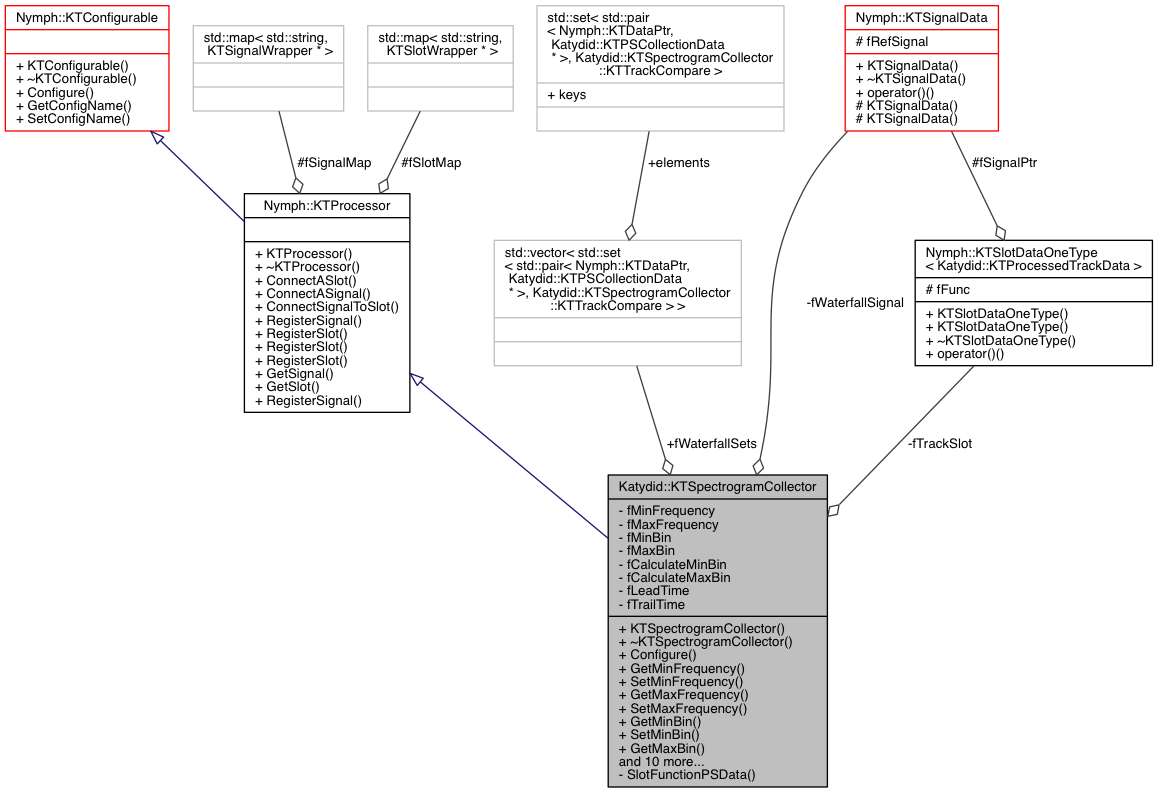 Nymph::KTConfigurable
+ KTConfigurable()
+ ~KTConfigurable()
+ Configure()
+ GetConfigName()
+ SetConfigName()
std::map< std::string,
KTSignalWrapper * >
std::map< std::string,
KTSlotWrapper * >
std::set< std::pair
< Nymph::KTDataPtr,
Katydid::KTPSCollectionData
* >, Katydid::KTSpectrogramCollector
::KTTrackCompare >
+ keys
Nymph::KTSignalData
# fRefSignal
+ KTSignalData()
+ ~KTSignalData()
+ operator()()
# KTSignalData()
# KTSignalData()
#fSignalMap
#fSlotMap
+elements
#fSignalPtr
Nymph::KTProcessor
+ KTProcessor()
+ ~KTProcessor()
+ ConnectASlot()
+ ConnectASignal()
+ ConnectSignalToSlot()
+ RegisterSignal()
+ RegisterSlot()
+ RegisterSlot()
+ RegisterSlot()
+ GetSignal()
+ GetSlot()
+ RegisterSignal()
std::vector< std::set
< std::pair< Nymph::KTDataPtr,
Katydid::KTPSCollectionData
* >, Katydid::KTSpectrogramCollector
::KTTrackCompare > >
Nymph::KTSlotDataOneType
< Katydid::KTProcessedTrackData >
# fFunc
+ KTSlotDataOneType()
+ KTSlotDataOneType()
+ ~KTSlotDataOneType()
+ operator()()
-fWaterfallSignal
+fWaterfallSets
-fTrackSlot
Katydid::KTSpectrogramCollector
- fMinFrequency
- fMaxFrequency
- fMinBin
- fMaxBin
- fCalculateMinBin
- fCalculateMaxBin
- fLeadTime
- fTrailTime
+ KTSpectrogramCollector()
+ ~KTSpectrogramCollector()
+ Configure()
+ GetMinFrequency()
+ SetMinFrequency()
+ GetMaxFrequency()
+ SetMaxFrequency()
+ GetMinBin()
+ SetMinBin()
+ GetMaxBin()
and 10 more...
- SlotFunctionPSData()